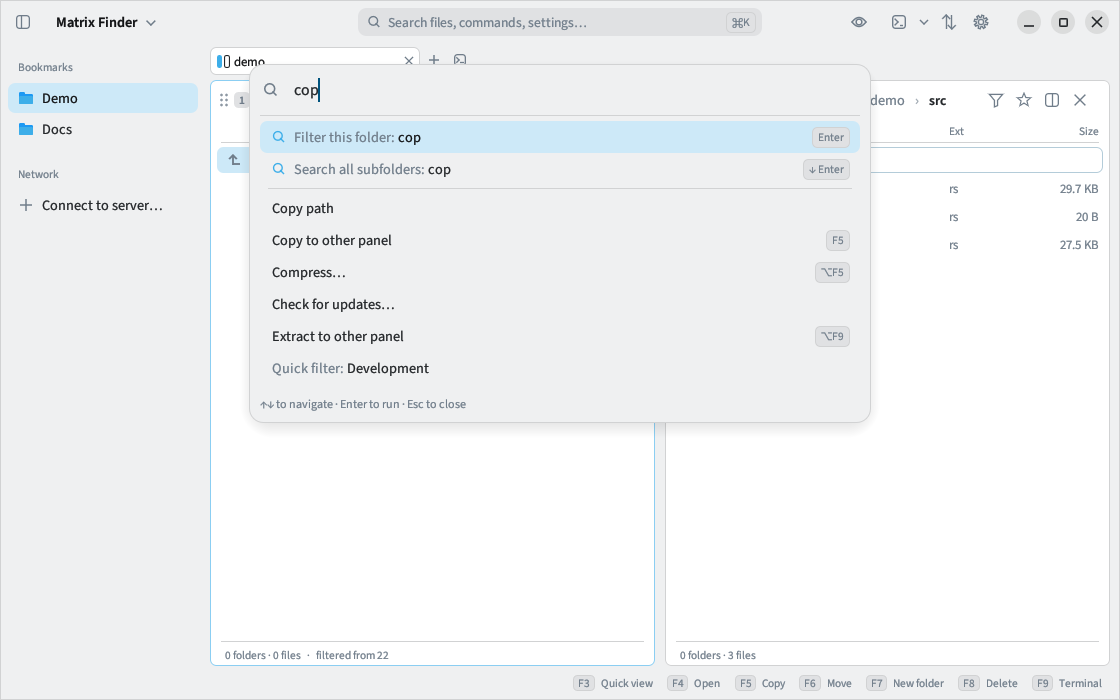 Matrix Finder
Search files, commands, settings…
⌘K
Bookmarks
Demo
Docs
Network
Connect to server…
demo
1
demo › src
Ext
Size
rs
29.7 KB
rs
20 B
rs
27.5 KB
cop
Filter this folder: cop
Enter
Search all subfolders: cop
↓ Enter
Copy path
Copy to other panel
F5
Compress…
⌥F5
Check for updates…
Extract to other panel
⌥F9
Quick filter: Development
↑↓ to navigate · Enter to run · Esc to close
0 folders · 0 files · filtered from 22
0 folders · 3 files
F3 Quick view F4 Open F5 Copy F6 Move F7 New folder F8 Delete F9 Terminal